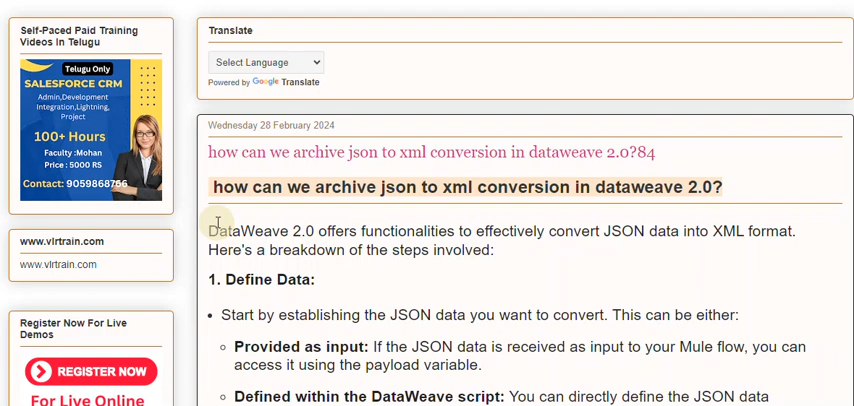 Self-Paced Paid Training
Videos In Telugu
Telugu Only
SALESFORCE CRM
Admin,Development
Integration,Lightning,
Project
100+ Hours
Faculty :Mohan
Price : 5000 RS
Contact: 9059868766
www.vlrtrain.com
www.vlrtrain.com
Register Now For Live
Demos
REGISTER NOW
For Live Online
Translate
Select Language
Powered by Google Translate
Wednesday 28 February 2024
how can we archive json to xml conversion in dataweave 2.0?84
how can we archive json to xml conversion in dataweave 2.0?
DataWeave 2.0 offers functionalities to effectively convert JSON data into XML format.
Here's a breakdown of the steps involved:
1. Define Data:
• Start by establishing the JSON data you want to convert. This can be either:
◦ Provided as input: If the JSON data is received as input to your Mule flow, you can
access it using the payload variable.
◦ Defined within the DataWeave script: You can directly define the JSON data